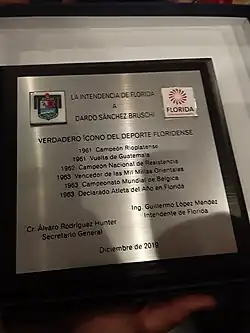 LA INTENDENCIA DE FLORIDA
A
DARDO SÁNCHEZ BRUSCHI
FLORIDA
VERDADERO ÍCONO DEL DEPORTE FLORIDENSE
1961 Campeón Rioplatense
1961 Vuelta de Guatemala
1962 Campeón Nacional de Resistencia
1963 Vencedor de las Mil Millas Orientales
1963 Campeonato Mundial de Bélgica
1963 Declarado Atleta del Año en Florida
Ing. Guillermo López Méndez
Intendente de Florida
Cr. Álvaro Rodríguez Hunter
Secretario General
Diciembre de 2019